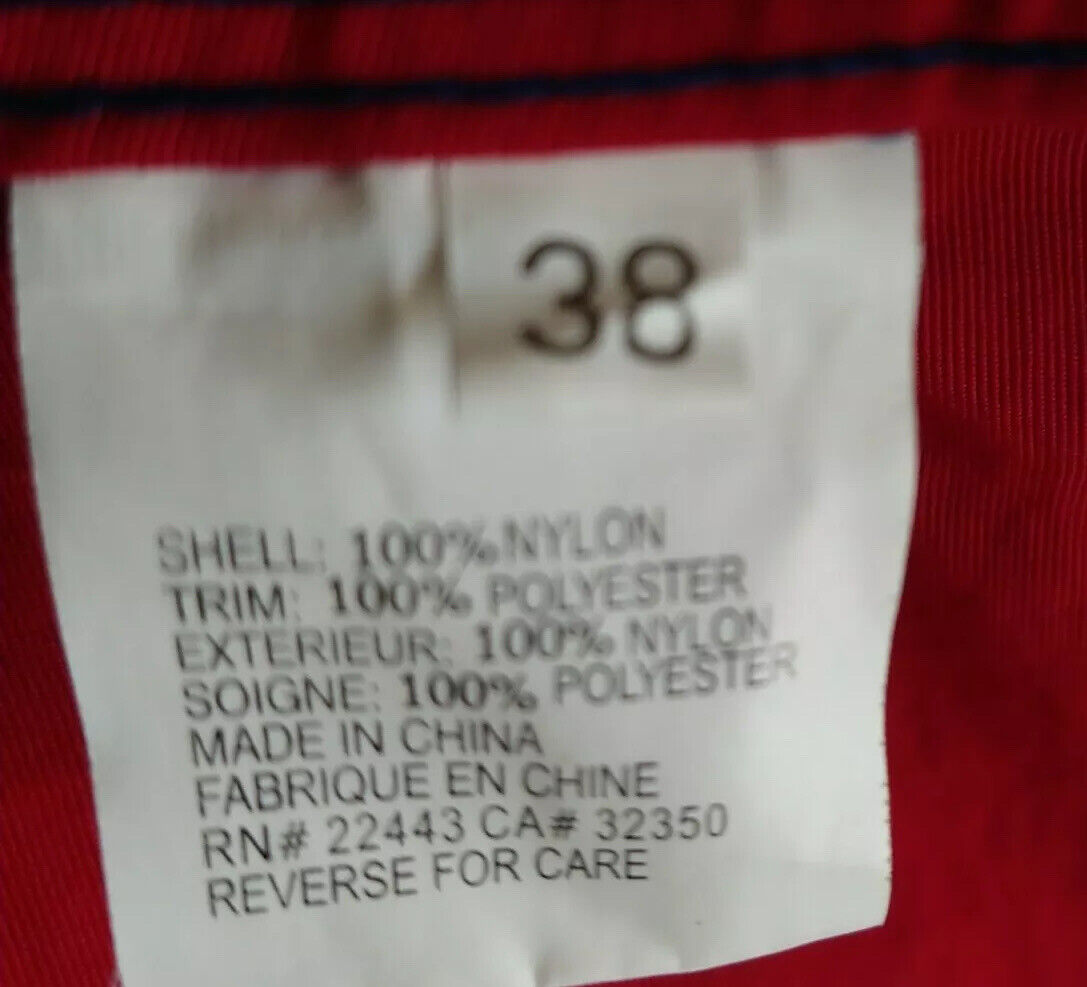 38
SHELL: 100% NYLON
TRIM: 100% POLYESTER
EXTERIEUR: 100% NYLON
SOIGNE: 100% POLYESTER
MADE IN CHINA
FABRIQUE EN CHINE
RN# 22443 CA# 32350
REVERSE FOR CARE